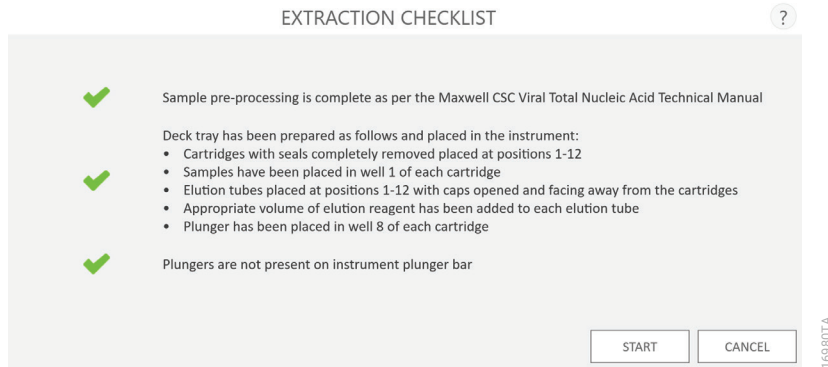 EXTRACTION CHECKLIST
?
Sample pre-processing is complete as per the Maxwell CSC Viral Total Nucleic Acid Technical Manual
Deck tray has been prepared as follows and placed in the instrument:
• Cartridges with seals completely removed placed at positions 1-12
• Samples have been placed in well 1 of each cartridge
• Elution tubes placed at positions 1-12 with caps opened and facing away from the cartridges
• Appropriate volume of elution reagent has been added to each elution tube
• Plunger has been placed in well 8 of each cartridge
Plungers are not present on instrument plunger bar
START
CANCEL
16980TA